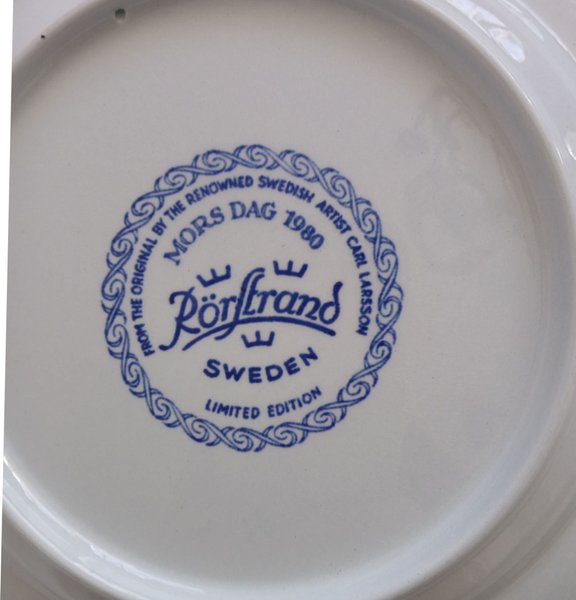 FROM THE ORIGINAL BY THE RENOWNED SWEDISH ARTIST CARL LARSSON
MORS DAG 1980
Rörstrand
SWEDEN
LIMITED EDITION